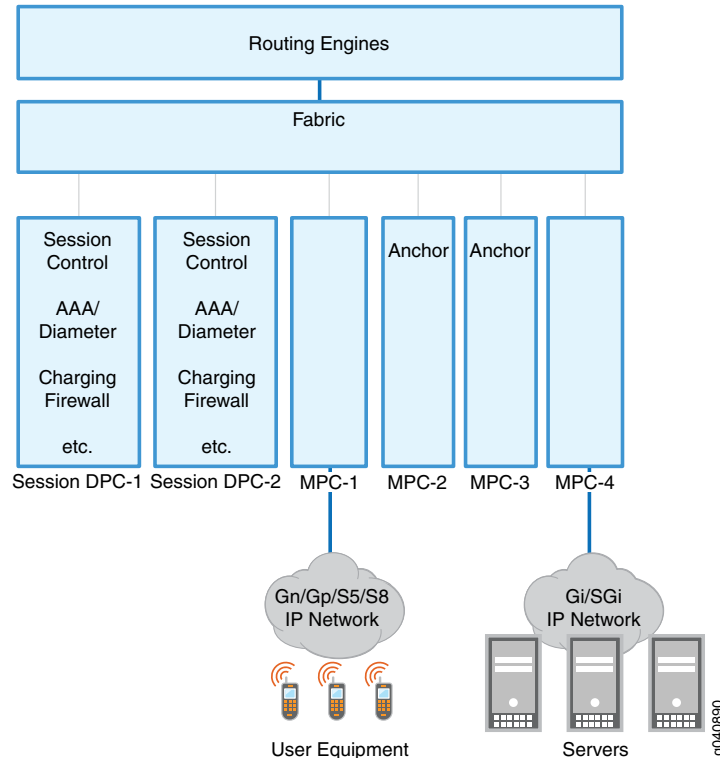 Routing Engines
Fabric
Session
Control
AAA/
Diameter
Charging
Firewall
etc.
Session DPC-1
Session
Control
AAA/
Diameter
Charging
Firewall
etc.
Session DPC-2
MPC-1
Anchor
MPC-2
Anchor
MPC-3
MPC-4
Gn/Gp/S5/S8
IP Network
User Equipment
Gi/SGi
IP Network
Servers
g040890